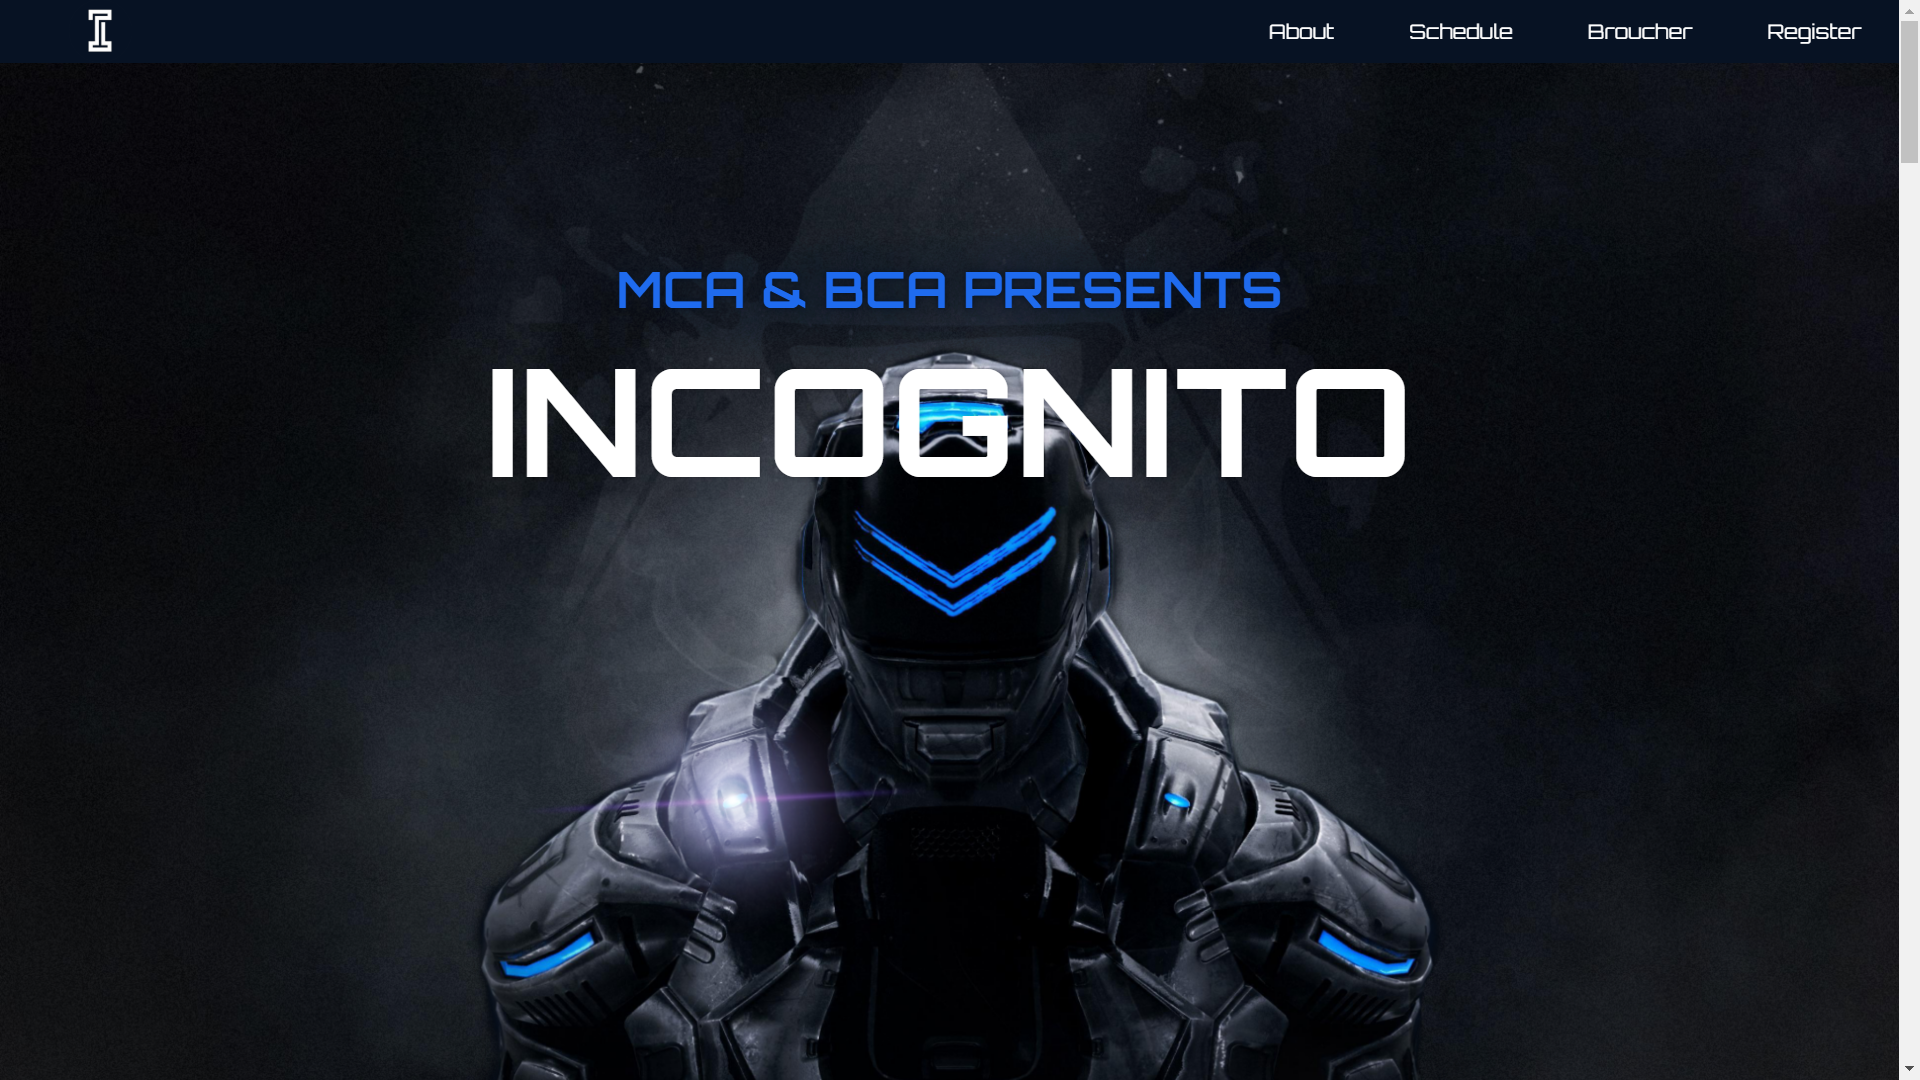 I
About
Schedule
Broucher
Register
MCA & BCA PRESENTS
INCOGNITO